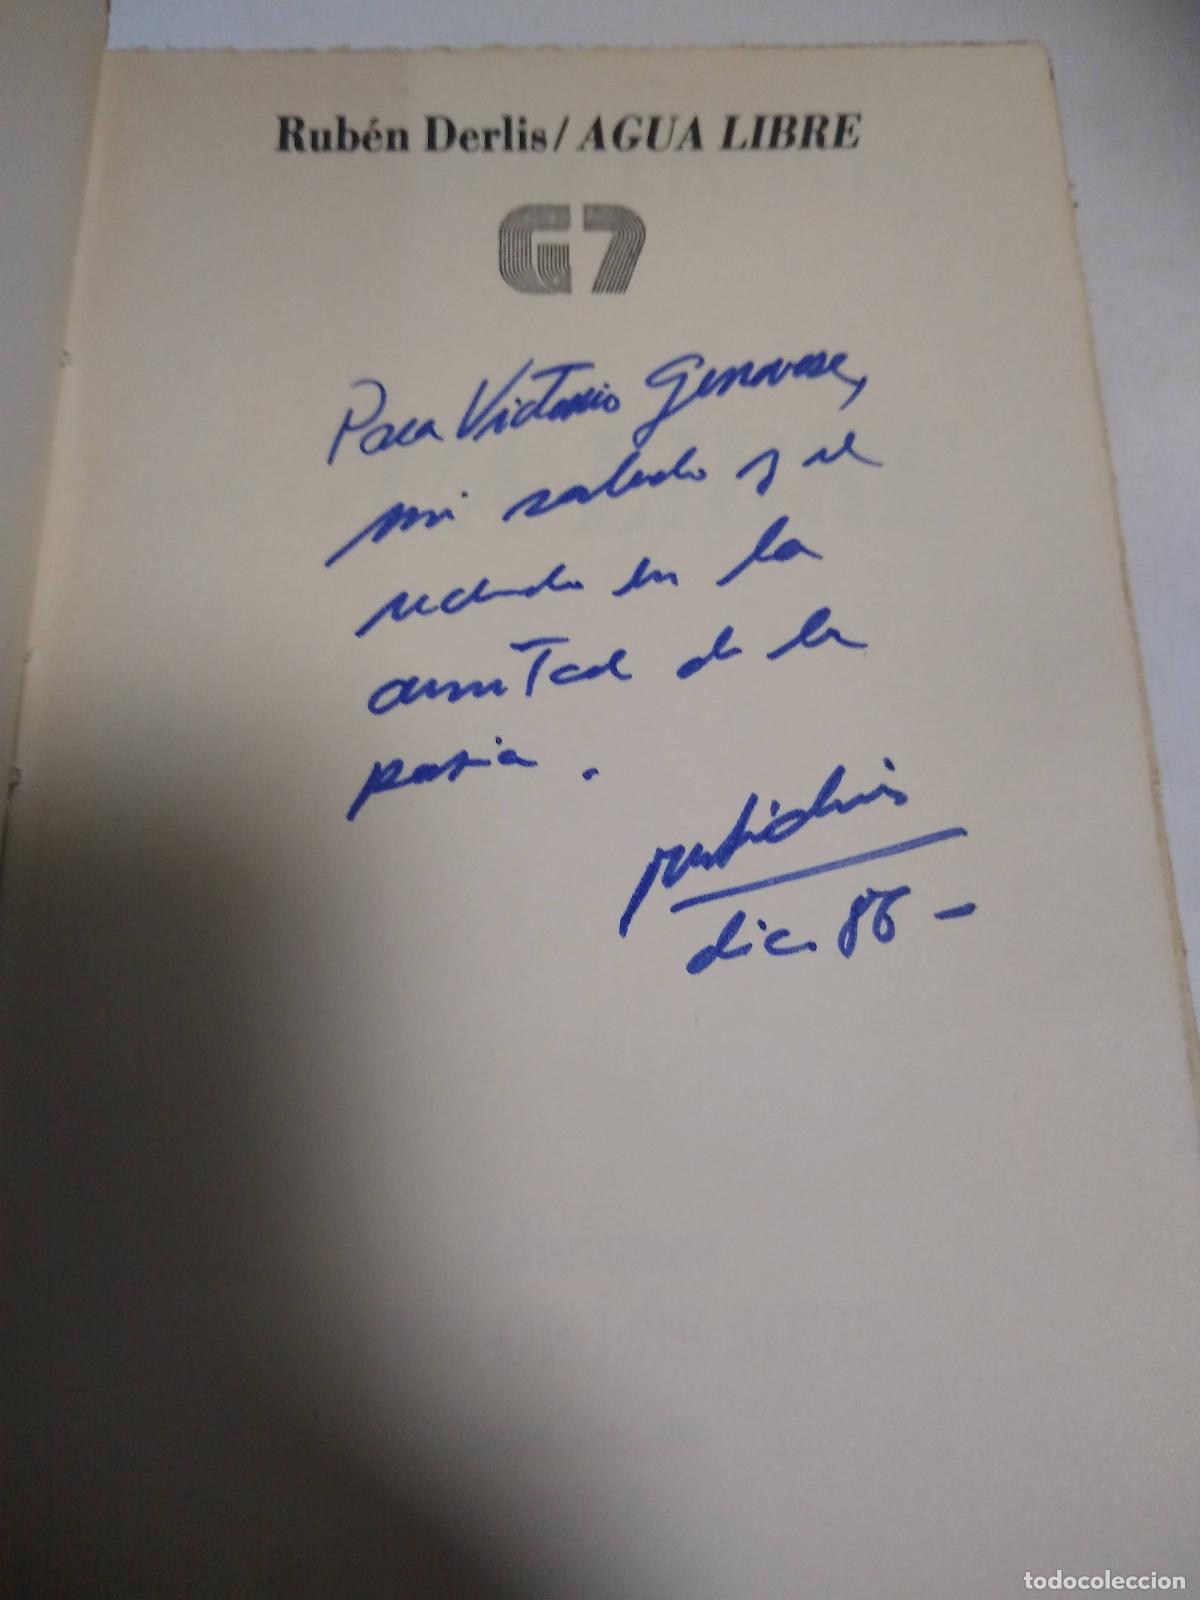 Rubén Derlis / AGUA LIBRE
G7
Para Victorio Genovese,
mi saludo y el
recuerdo en la
amistad de la
poesía.
dic. 86 -
todocoleccion